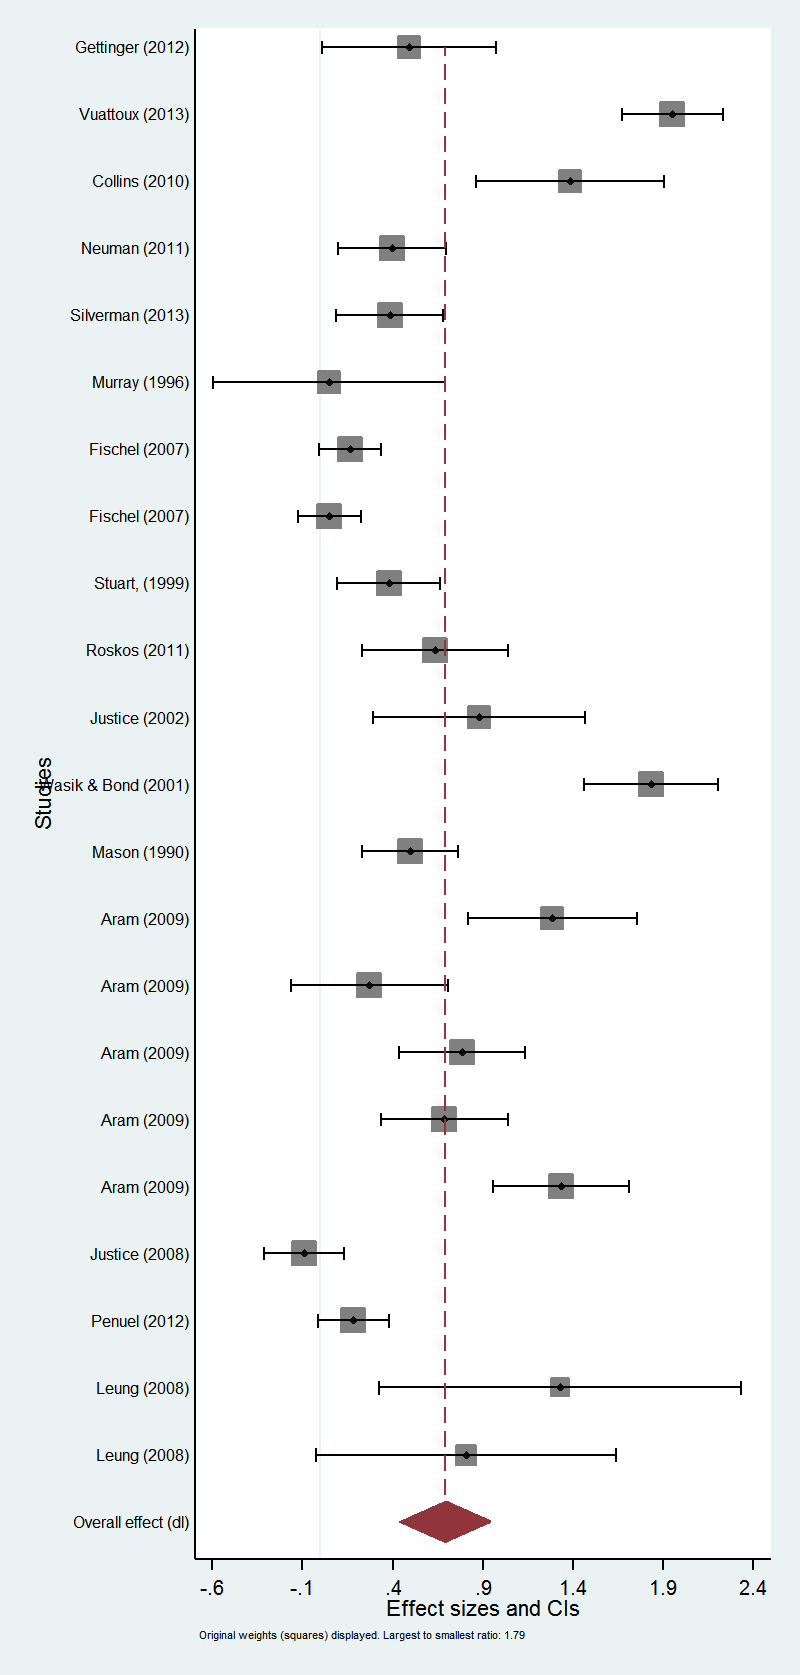 Gettinger (2012)
Vuattoux (2013)
Collins (2010)
Neuman (2011)
Silverman (2013)
Murray (1996)
Fischel (2007)
Fischel (2007)
Stuart, (1999)
Roskos (2011)
Justice (2002)
Studies
Wasik & Bond (2001)
Mason (1990)
Aram (2009)
Aram (2009)
Aram (2009)
Aram (2009)
Aram (2009)
Justice (2008)
Penuel (2012)
Leung (2008)
Leung (2008)
Overall effect (dl)
-.6 -.1 .4 .9 1.4 1.9 2.4
Effect sizes and CIs
Original weights (squares) displayed. Largest to smallest ratio: 1.79